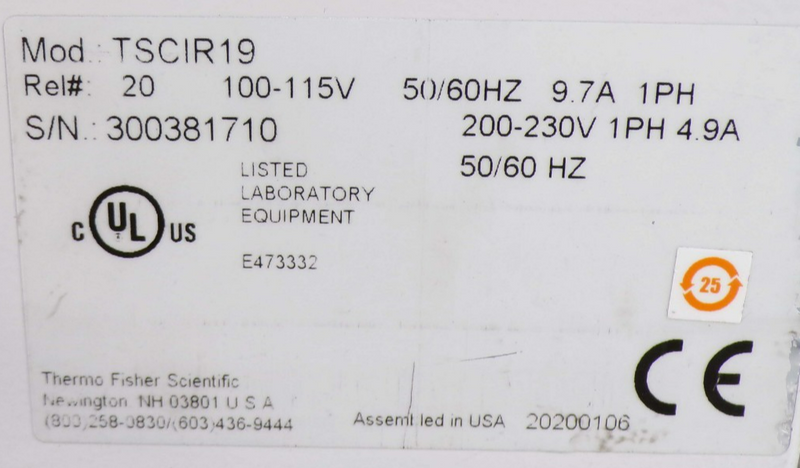 Mod.: TSCIR19
Rel#: 20 100-115V 50/60HZ 9.7A 1PH
S/N.: 300381710 200-230V 1PH 4.9A
50/60 HZ
LISTED
LABORATORY
EQUIPMENT
C UL US
E473332
25
CE
Thermo Fisher Scientific
Newington NH 03801 U S A
(800)258-0830/(603)436-9444
Assembled in USA 20200106